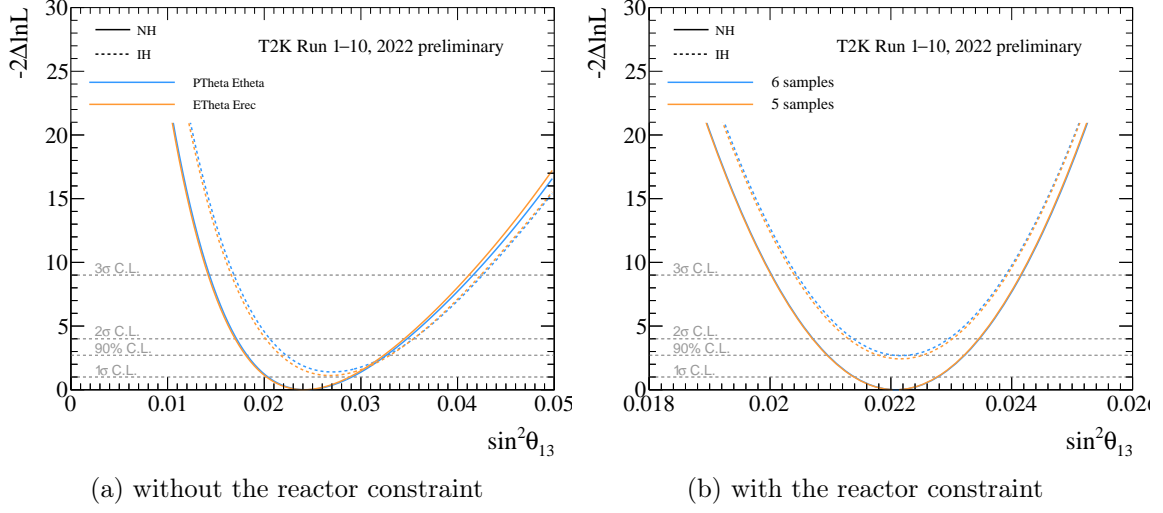 -2ΔlnL
30
25
20
15
10
5
0
NH
IH
T2K Run 1–10, 2022 preliminary
PTheta Etheta
ETheta Erec
3σ C.L.
2σ C.L.
90% C.L.
1σ C.L.
0 0.01 0.02 0.03 0.04 0.05
sin²θ₁₃
(a) without the reactor constraint
-2ΔlnL
30
25
20
15
10
5
0
NH
IH
T2K Run 1–10, 2022 preliminary
6 samples
5 samples
3σ C.L.
2σ C.L.
90% C.L.
1σ C.L.
0.018 0.02 0.022 0.024 0.026
sin²θ₁₃
(b) with the reactor constraint